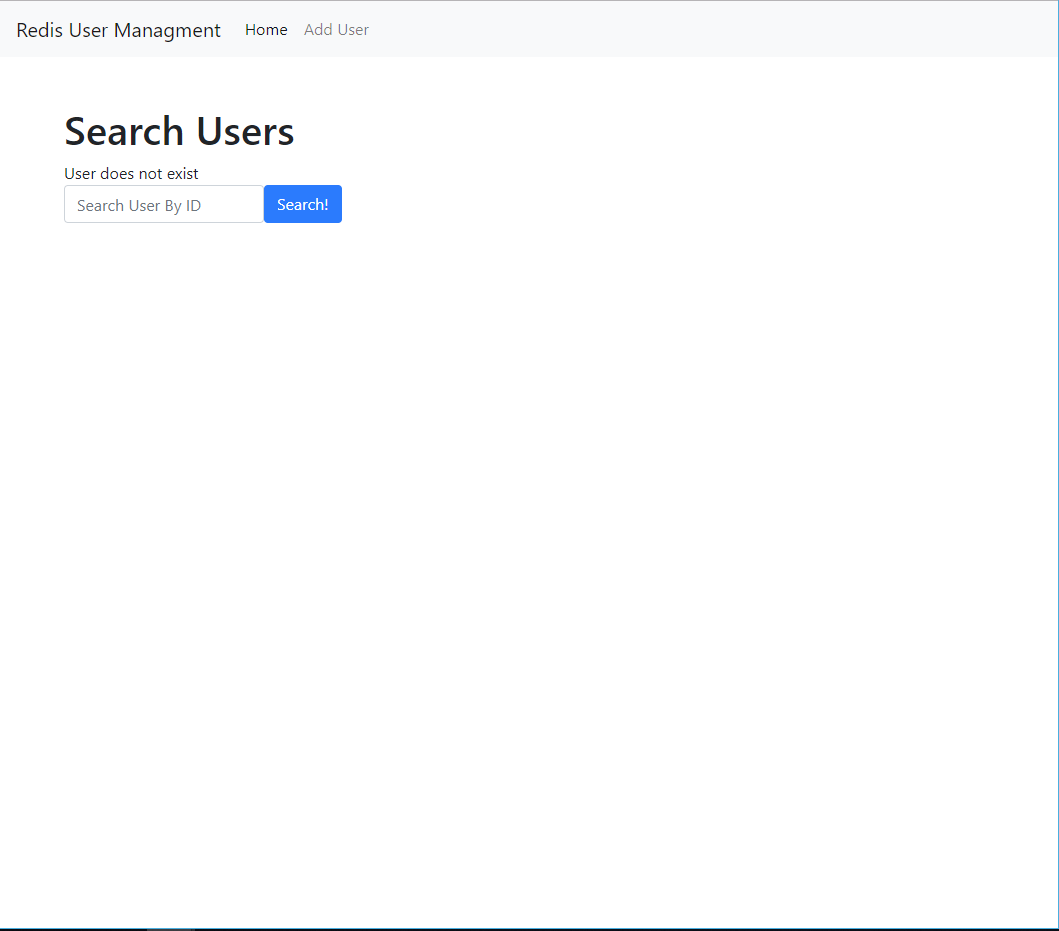 Redis User Managment Home Add User
Search Users
User does not exist
Search User By ID Search!